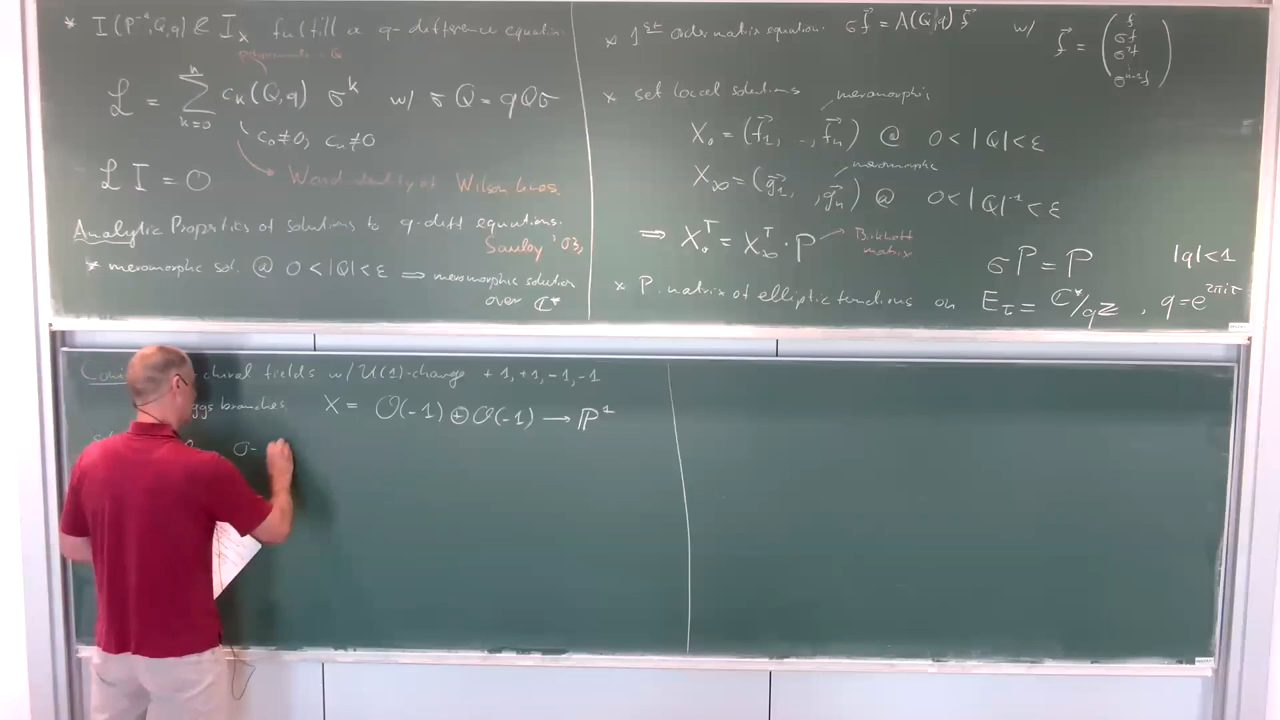 * I(P^{-1}, Q, q) & I_X fulfill a q-difference equation
polynomials in Q
𝓛 = Σ_{k=0}^{n} c_k(Q,q) σ^k w/ σ Q = q Q σ
c_0 ≠ 0, c_n ≠ 0
𝓛 I = 0 Ward identity of Wilson lines.
Analytic Properties of solutions to q-diff equations.
Sauloy '03,
* meromorphic sol. @ 0 < |Q| < ε ⟹ meromorphic solution
over ℂ*
* 1st order matrix equation. σ f⃗ = A(Q,q) f⃗ w/ f⃗ = (f, σf, σ²f, ⋮, σ^{n-1}f)
* set local solutions meromorphic
X_0 = (f⃗_1, .., f⃗_n) @ 0 < |Q| < ε
meromorphic
X_∞ = (g⃗_1, , g⃗_n) @ 0 < |Q|^{-1} < ε
⟹ X_0^T = X_∞^T · P Birkhoff matrix
σP = P |q| < 1
* P. matrix of elliptic functions on E_τ = ℂ*/q^ℤ , q = e^{2πiτ}
chiral fields w/ U(1)-charge +1, +1, -1, -1
ggs branches. X = O(-1) ⊕ O(-1) ⟶ ℙ^1
σ-